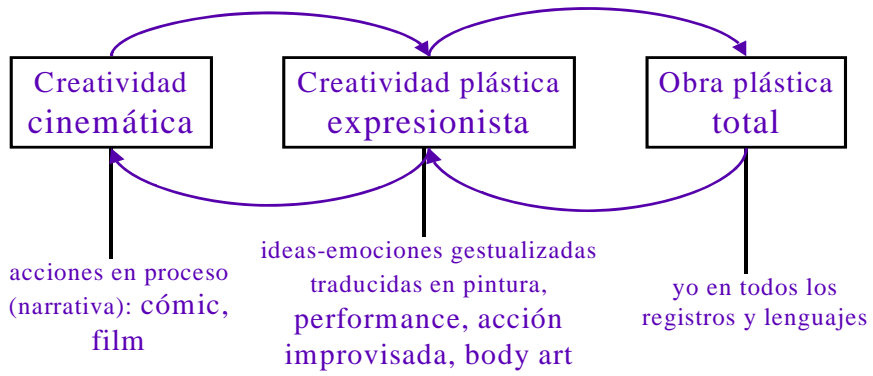 Creatividad
cinemática
Creatividad plástica
expresionista
Obra plástica
total
acciones en proceso
(narrativa): cómic,
film
ideas-emociones gestualizadas
traducidas en pintura,
performance, acción
improvisada, body art
yo en todos los
registros y lenguajes